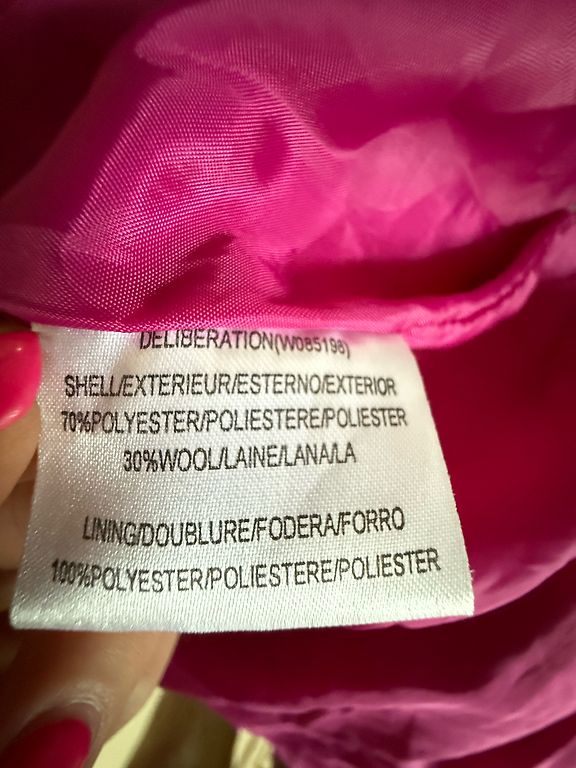 DELIBERATION(W085198)
SHELL/EXTERIEUR/ESTERNO/EXTERIOR
70%POLYESTER/POLIESTERE/POLIESTER
30%WOOL/LAINE/LANA/LA
LINING/DOUBLURE/FODERA/FORRO
100%POLYESTER/POLIESTERE/POLIESTER